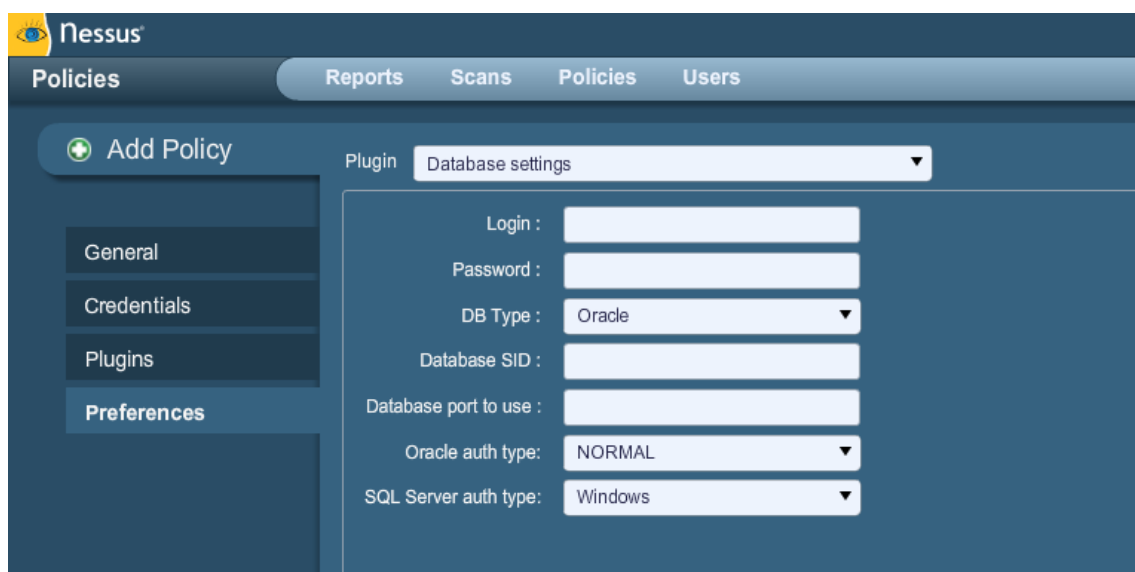 Nessus
Policies
Reports Scans Policies Users
Add Policy
General
Credentials
Plugins
Preferences
Plugin Database settings
Login :
Password :
DB Type : Oracle
Database SID :
Database port to use :
Oracle auth type: NORMAL
SQL Server auth type: Windows